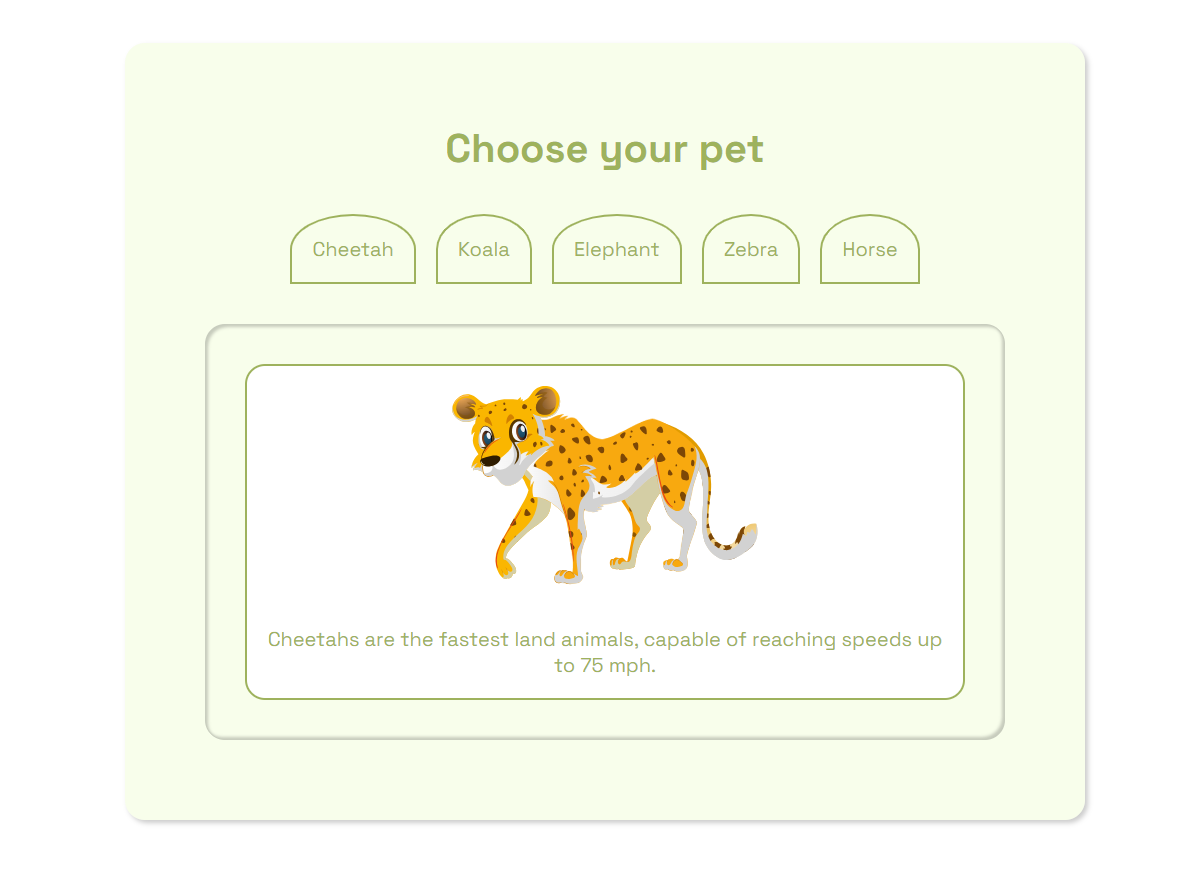 Choose your pet
Cheetah Koala Elephant Zebra Horse
Cheetahs are the fastest land animals, capable of reaching speeds up
to 75 mph.